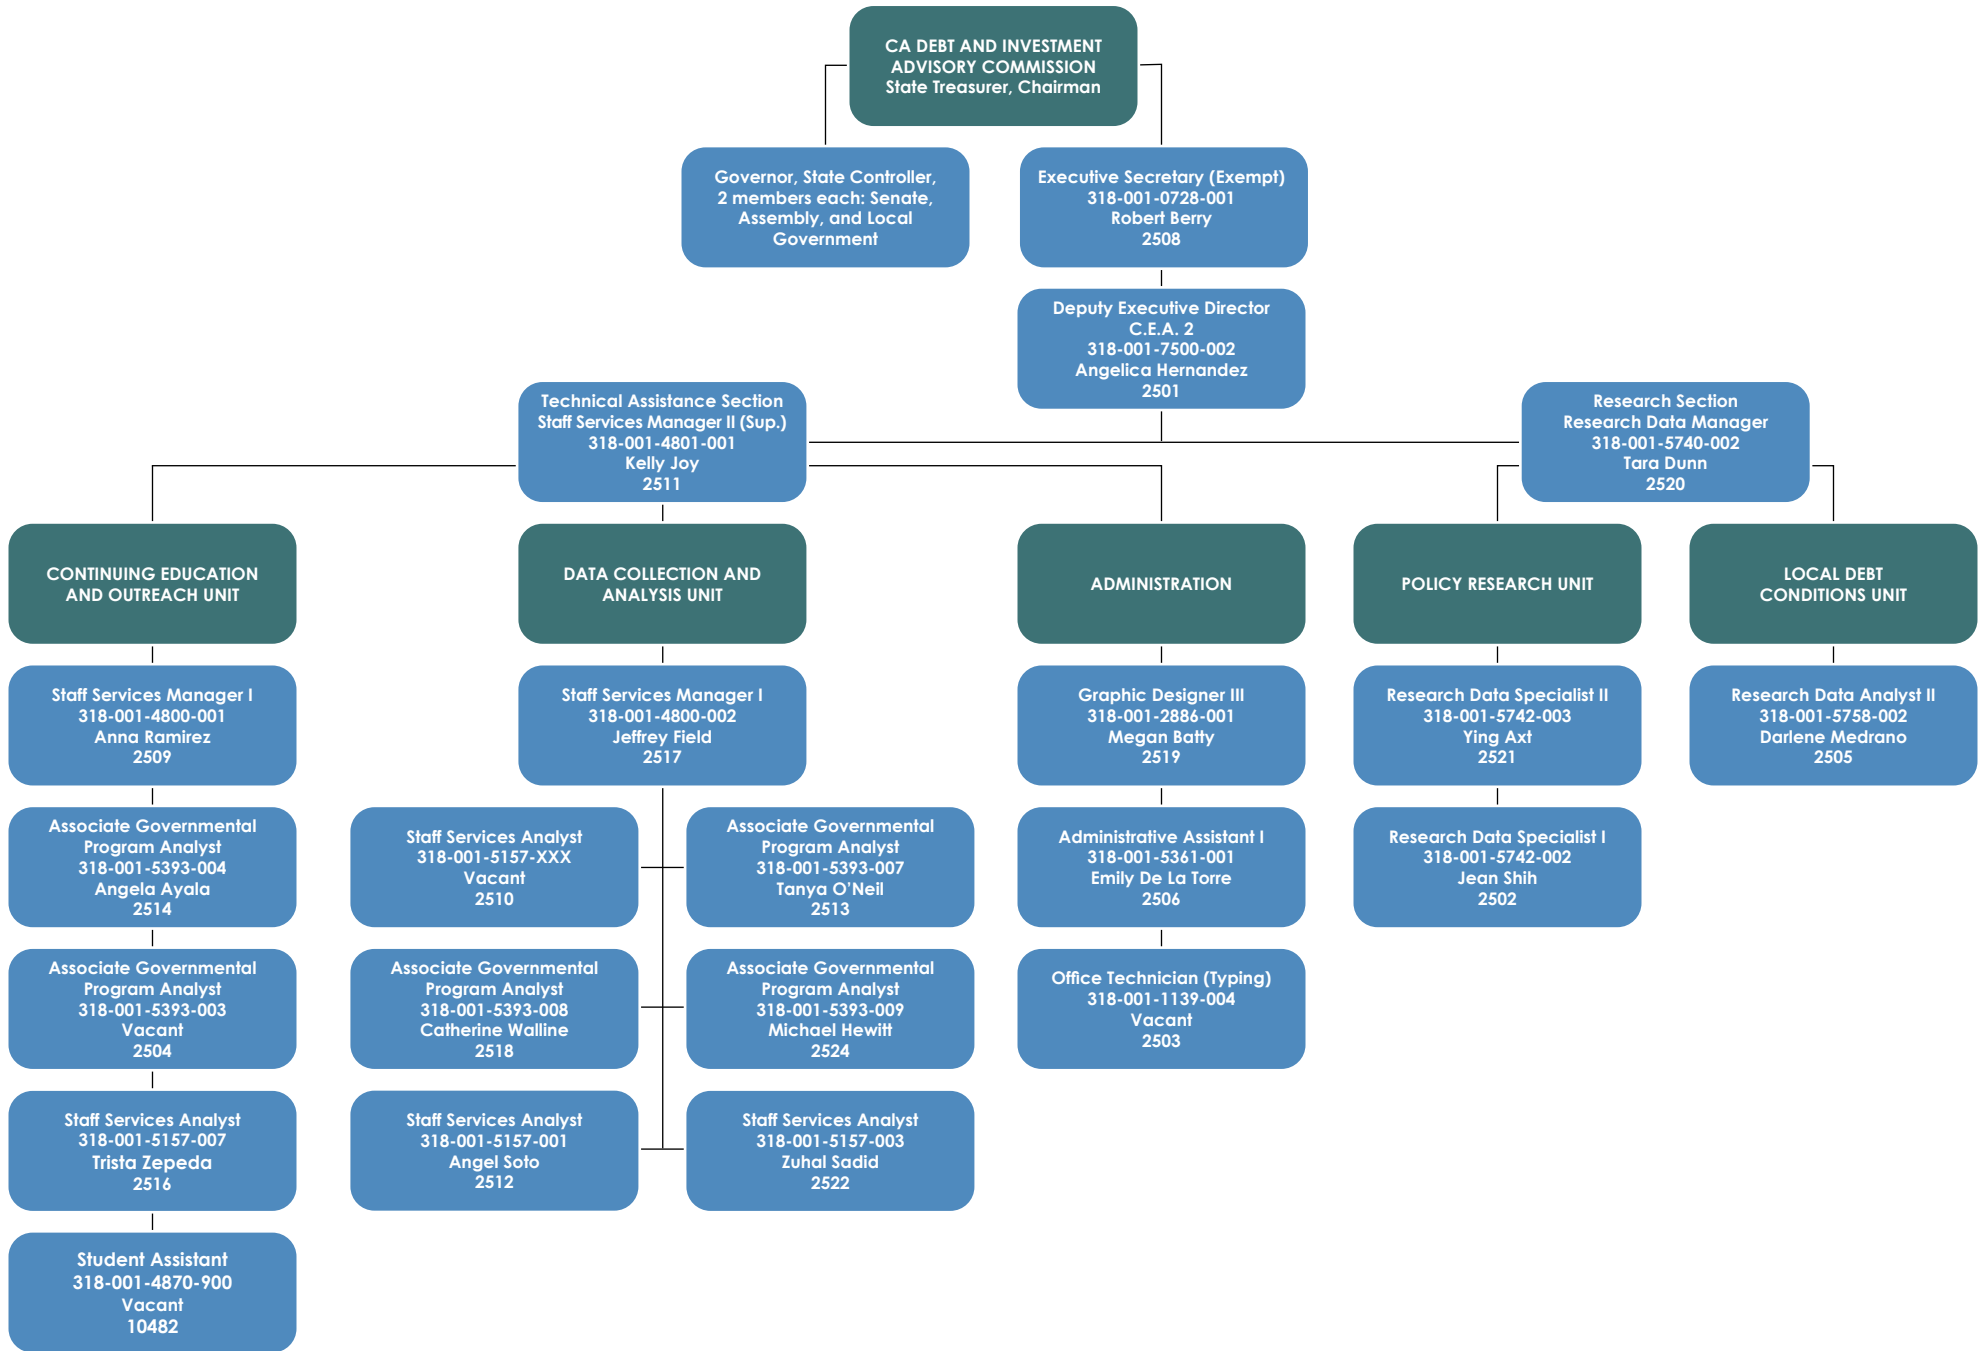 CA DEBT AND INVESTMENT
ADVISORY COMMISSION
State Treasurer, Chairman
Governor, State Controller,
2 members each: Senate,
Assembly, and Local
Government
Executive Secretary (Exempt)
318-001-0728-001
Robert Berry
2508
Deputy Executive Director
C.E.A. 2
318-001-7500-002
Angelica Hernandez
2501
Technical Assistance Section
Staff Services Manager II (Sup.)
318-001-4801-001
Kelly Joy
2511
Research Section
Research Data Manager
318-001-5740-002
Tara Dunn
2520
CONTINUING EDUCATION
AND OUTREACH UNIT
DATA COLLECTION AND
ANALYSIS UNIT
ADMINISTRATION
POLICY RESEARCH UNIT
LOCAL DEBT
CONDITIONS UNIT
Staff Services Manager I
318-001-4800-001
Anna Ramirez
2509
Staff Services Manager I
318-001-4800-002
Jeffrey Field
2517
Graphic Designer III
318-001-2886-001
Megan Batty
2519
Research Data Specialist II
318-001-5742-003
Ying Axt
2521
Research Data Analyst II
318-001-5758-002
Darlene Medrano
2505
Associate Governmental
Program Analyst
318-001-5393-004
Angela Ayala
2514
Staff Services Analyst
318-001-5157-XXX
Vacant
2510
Associate Governmental
Program Analyst
318-001-5393-007
Tanya O'Neil
2513
Administrative Assistant I
318-001-5361-001
Emily De La Torre
2506
Research Data Specialist I
318-001-5742-002
Jean Shih
2502
Associate Governmental
Program Analyst
318-001-5393-003
Vacant
2504
Associate Governmental
Program Analyst
318-001-5393-008
Catherine Walline
2518
Associate Governmental
Program Analyst
318-001-5393-009
Michael Hewitt
2524
Office Technician (Typing)
318-001-1139-004
Vacant
2503
Staff Services Analyst
318-001-5157-007
Trista Zepeda
2516
Staff Services Analyst
318-001-5157-001
Angel Soto
2512
Staff Services Analyst
318-001-5157-003
Zuhal Sadid
2522
Student Assistant
318-001-4870-900
Vacant
10482